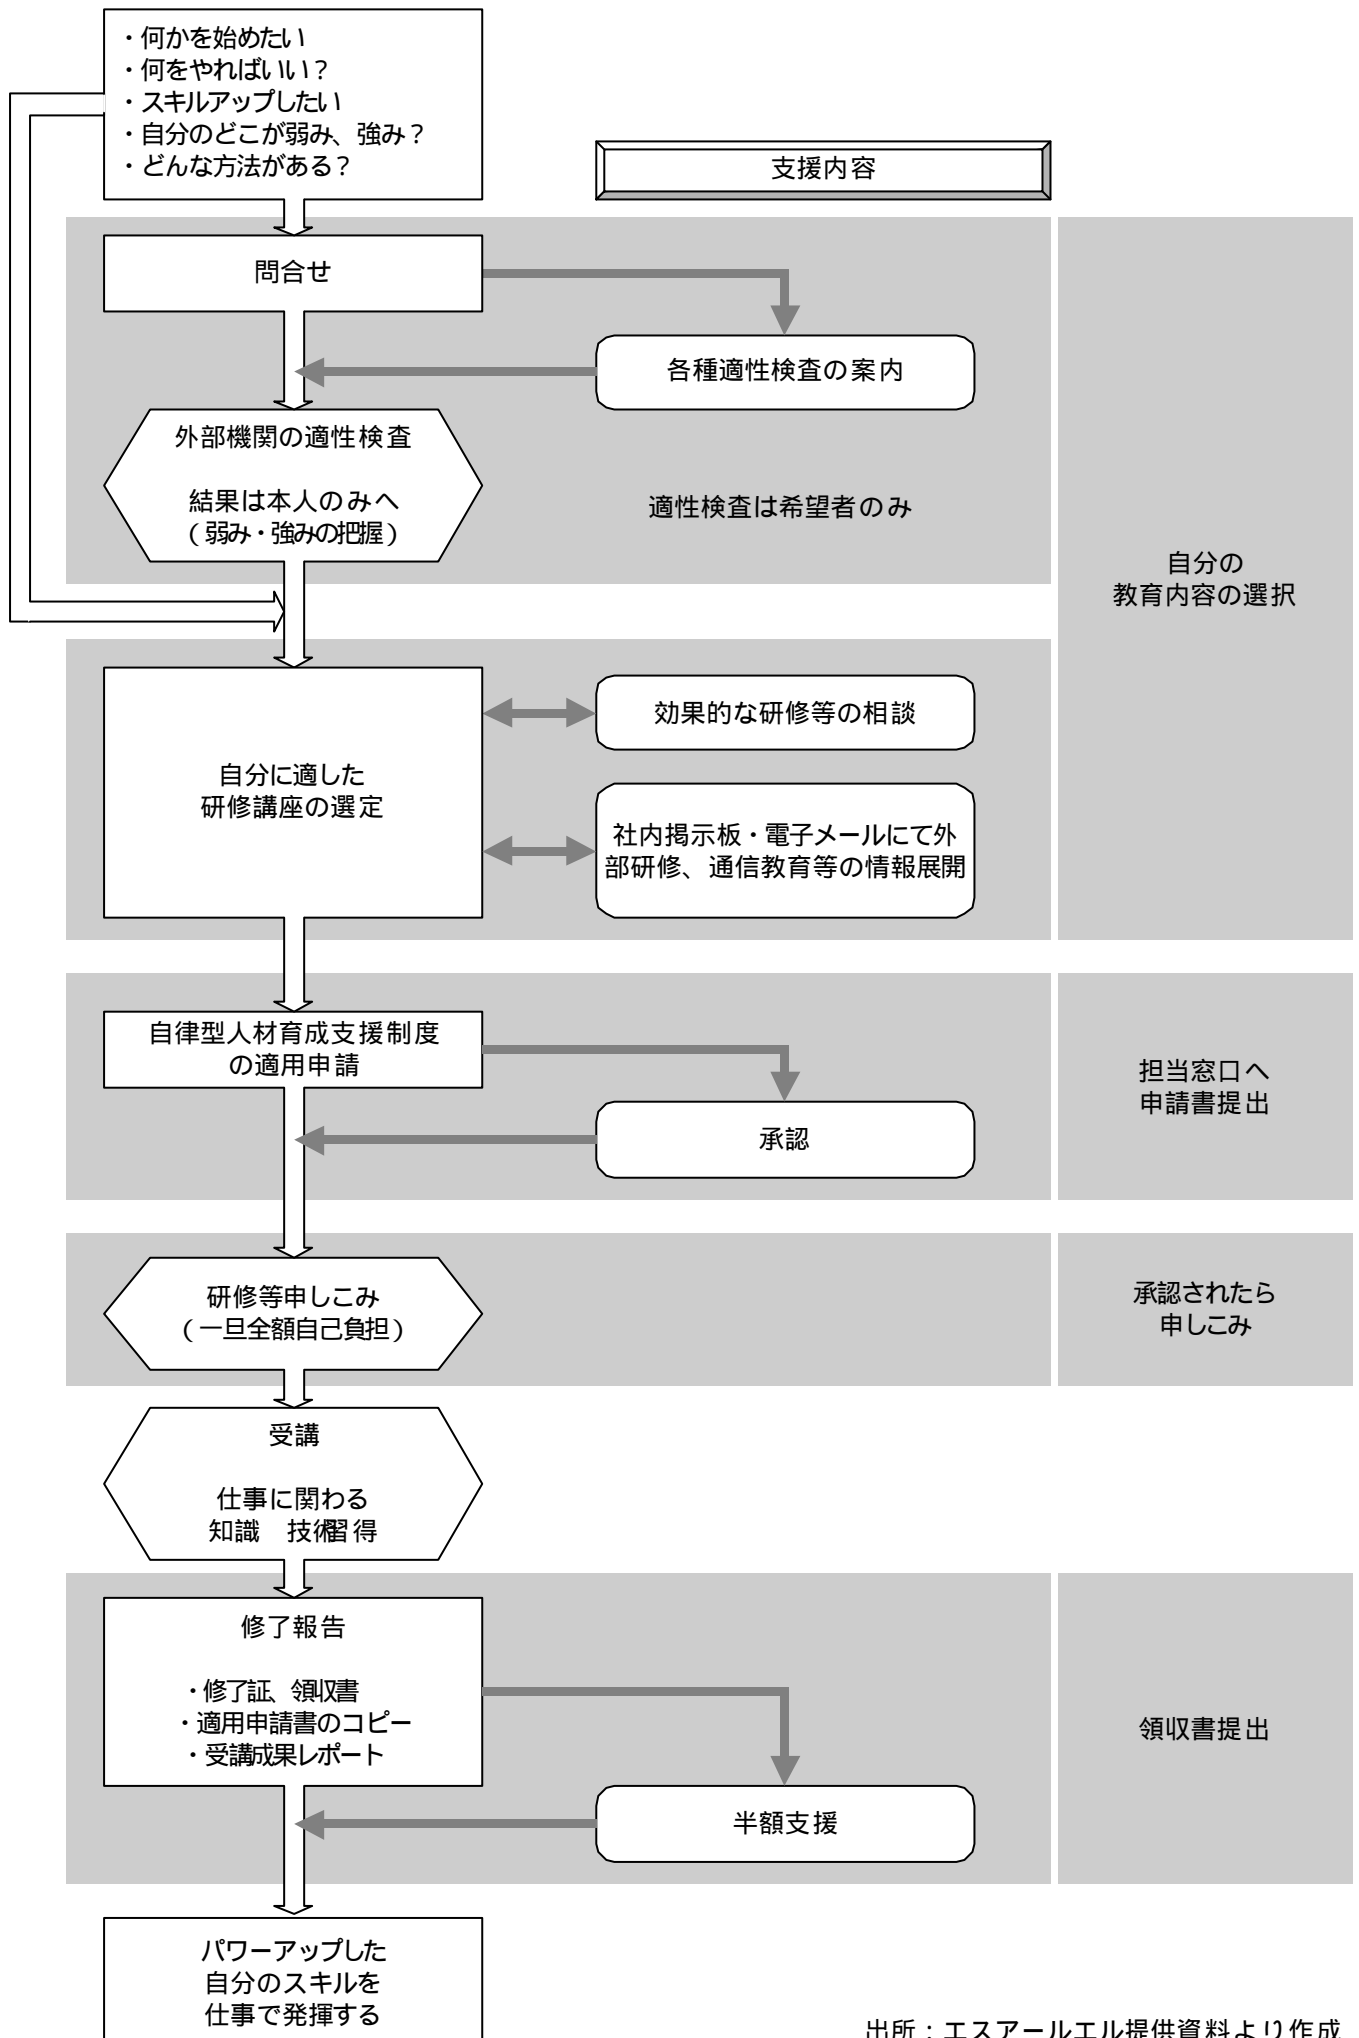 ・何かを始めたい
・何をやればいい？
・スキルアップしたい
・自分のどこが弱み、強み？
・どんな方法がある？
支援内容
問合せ
各種適性検査の案内
外部機関の適性検査
結果は本人のみへ
（弱み・強みの把握）
適性検査は希望者のみ
自分の
教育内容の選択
効果的な研修等の相談
自分に適した
研修講座の選定
社内掲示板・電子メールにて外
部研修、通信教育等の情報展開
自律型人材育成支援制度
の適用申請
担当窓口へ
申請書提出
承認
研修等申しこみ
（一旦全額自己負担）
承認されたら
申しこみ
受講
仕事に関わる
知識　技術習得
修了報告
・修了証、領収書
・適用申請書のコピー
・受講成果レポート
領収書提出
半額支援
パワーアップした
自分のスキルを
仕事で発揮する
出所：エスアールエル提供資料より作成